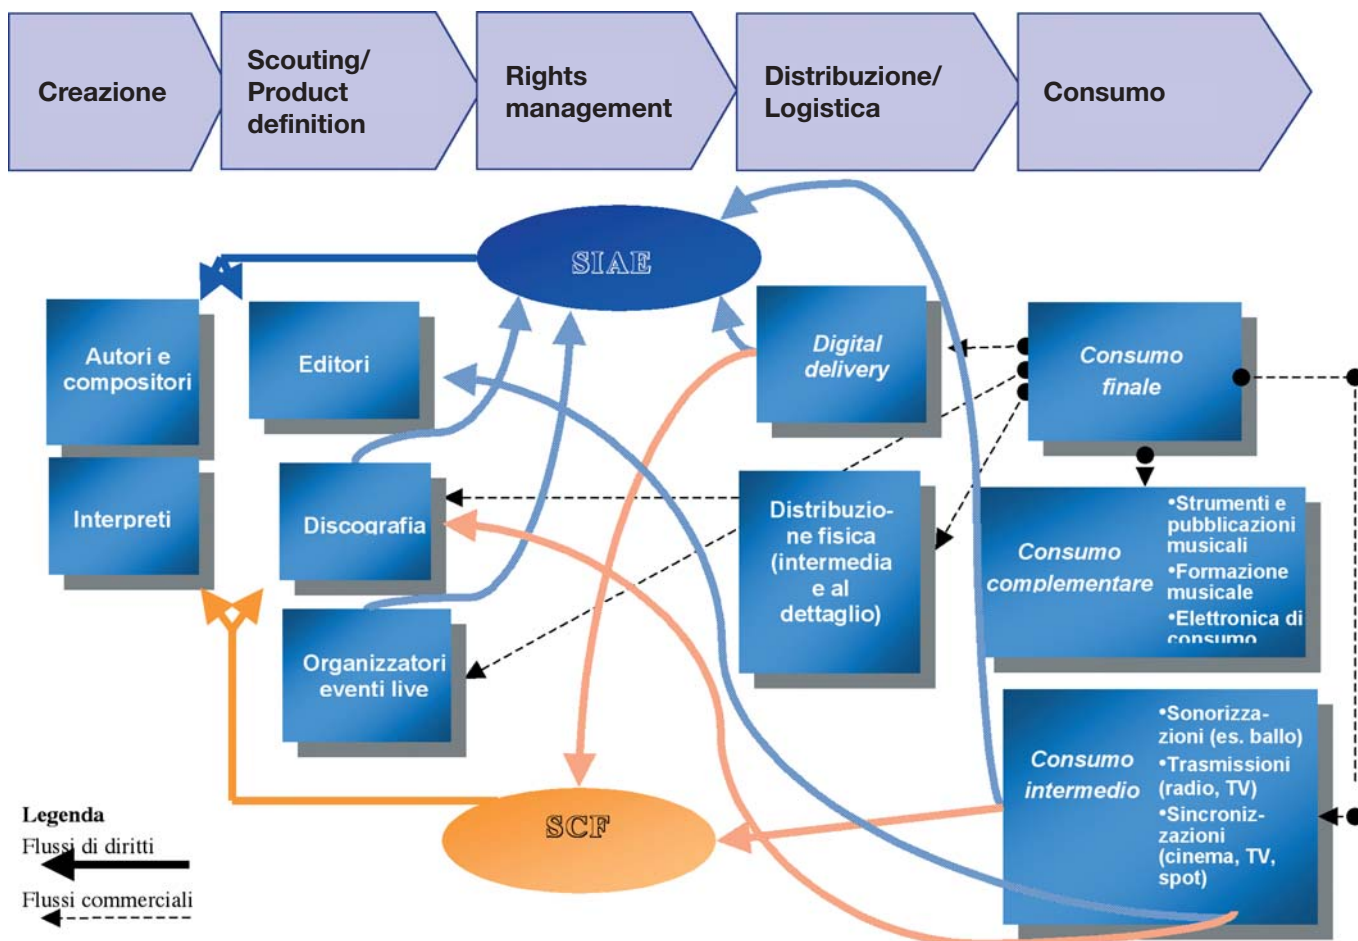 Creazione
Scouting/
Product
definition
Rights
management
Distribuzione/
Logistica
Consumo
SIAE
Autori e
compositori
Editori
Digital
delivery
Consumo
finale
Interpreti
Discografia
Distribuzio-
ne fisica
(intermedia
e al
dettaglio)
Consumo
complementare
•Strumenti e
pubblicazioni
musicali
•Formazione
musicale
•Elettronica di
consumo
Organizzatori
eventi live
Consumo
intermedio
•Sonorizza-
zioni (es. ballo)
•Trasmissioni
(radio, TV)
•Sincroniz-
zazioni
(cinema, TV,
spot)
SCF
Legenda
Flussi di diritti
Flussi commerciali